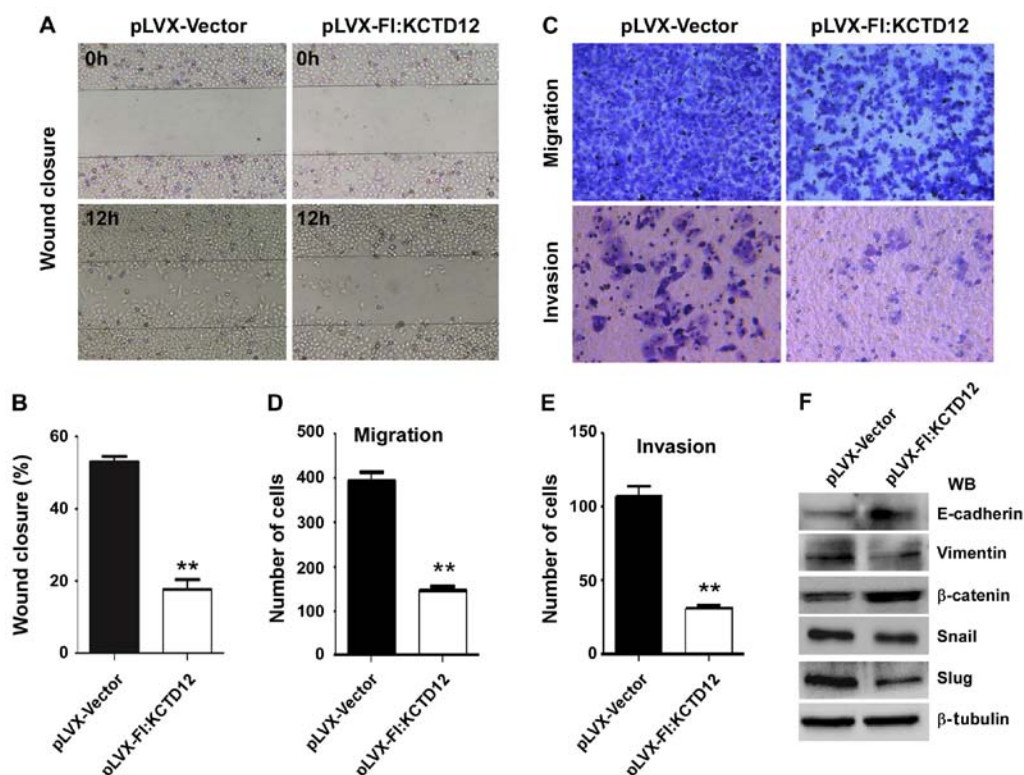 A
pLVX-Vector
pLVX-Fl:KCTD12
0h
0h
12h
12h
Wound closure
C
pLVX-Vector
pLVX-Fl:KCTD12
Migration
Invasion
B
Wound closure (%)
60
40
20
0
**
pLVX-Vector
pLVX-Fl:KCTD12
D
Migration
Number of cells
500
400
300
200
100
0
**
pLVX-Vector
pLVX-Fl:KCTD12
E
Invasion
Number of cells
150
100
50
0
**
pLVX-Vector
pLVX-Fl:KCTD12
F
pLVX-Vector
pLVX-Fl:KCTD12
WB
E-cadherin
Vimentin
β-catenin
Snail
Slug
β-tubulin